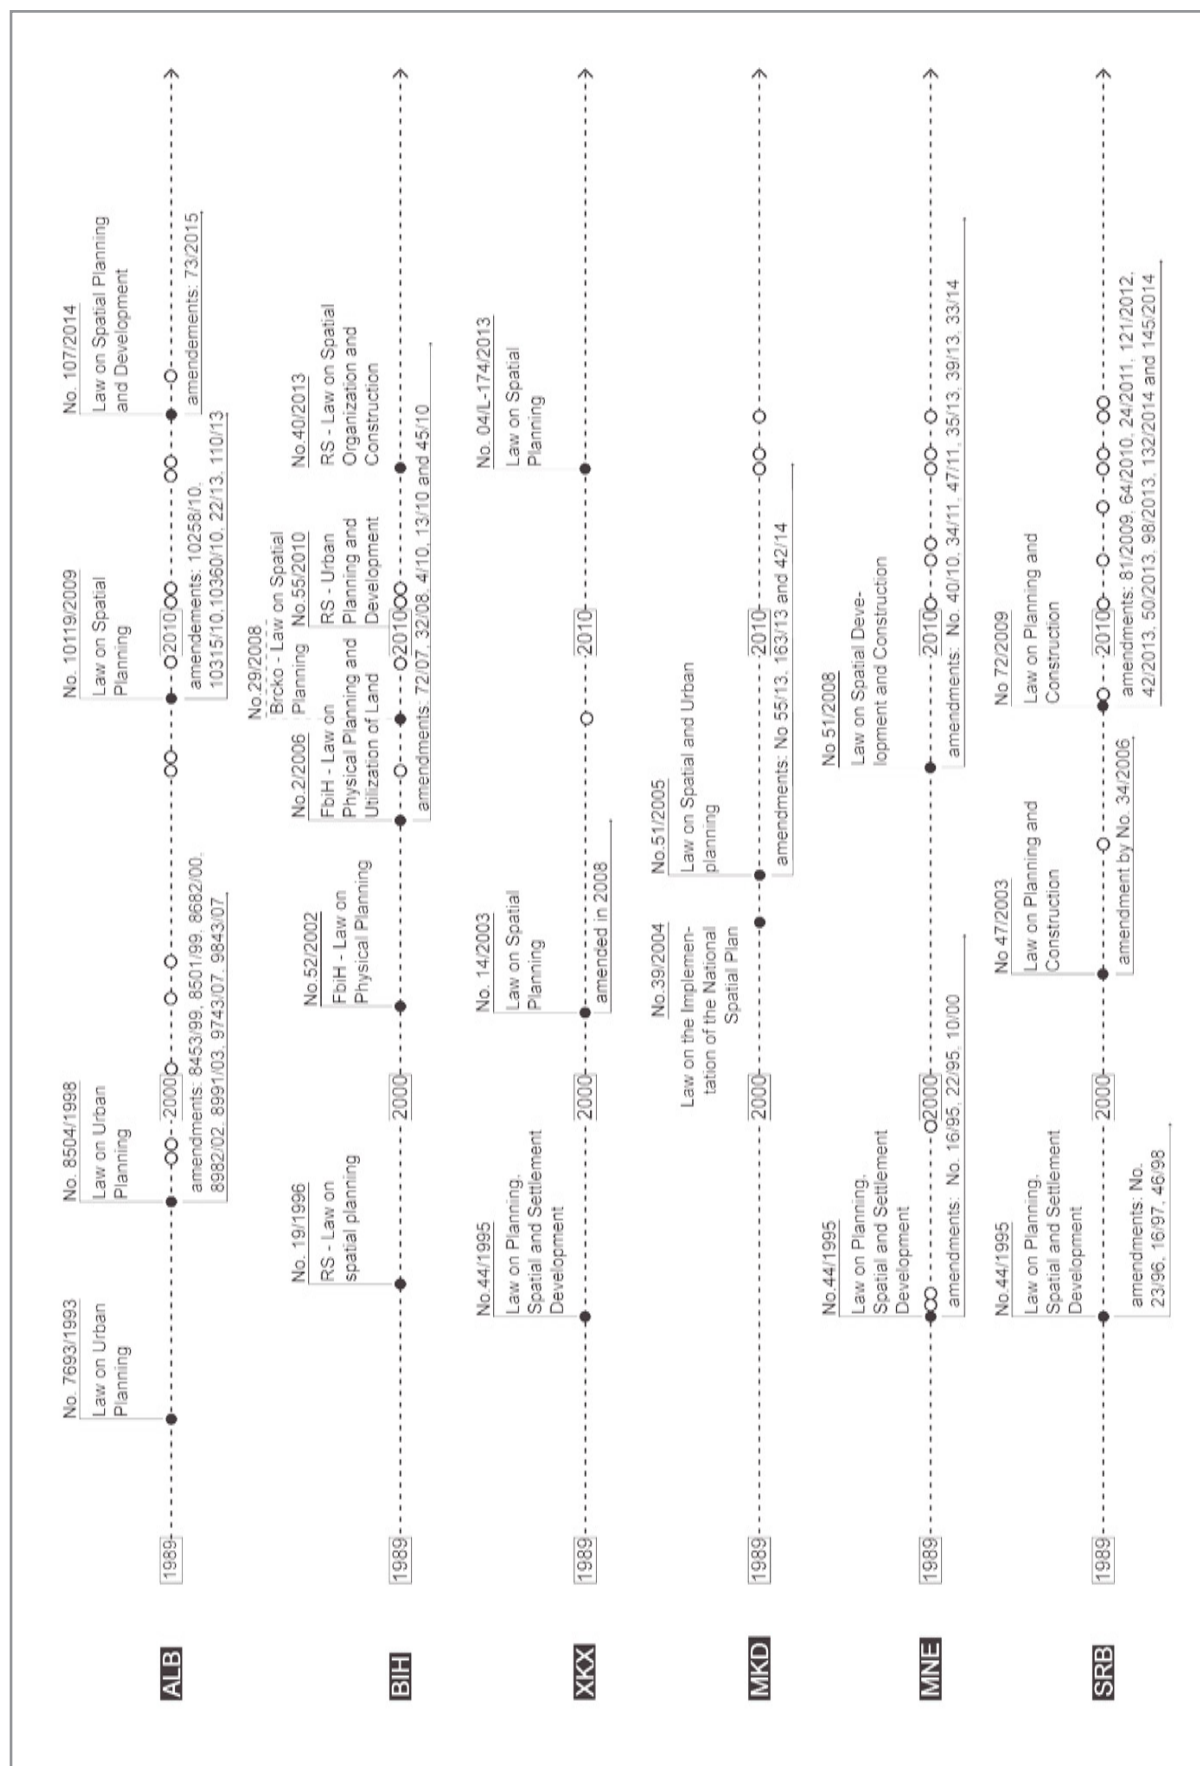 ALB
1989
No. 7693/1993
Law on Urban
Planning
No. 8504/1998
Law on Urban
Planning
2000
amendments: 8453/99, 8501/99, 8682/00,
8982/02, 8991/03, 9743/07, 9843/07
No. 10119/2009
Law on Spatial
Planning
2010
amendements: 10258/10,
10315/10,10360/10, 22/13, 110/13
No. 107/2014
Law on Spatial Planning
and Development
amendements: 73/2015
BIH
1989
No. 19/1996
RS - Law on
spatial planning
2000
No.52/2002
FbiH - Law on
Physical Planning
No.2/2006
FbiH - Law on
Physical Planning and
Utilization of Land
No.29/2008
Brcko - Law on Spatial
Planning
2010
No.55/2010
RS - Urban
Planning and
Development
amendments: 72/07, 32/08, 4/10, 13/10 and 45/10
No.40/2013
RS - Law on Spatial
Organization and
Construction
XKX
1989
No.44/1995
Law on Planning,
Spatial and Settlement
Development
2000
No. 14/2003
Law on Spatial
Planning
amended in 2008
2010
No. 04/L-174/2013
Law on Spatial
Planning
MKD
1989
2000
No.39/2004
Law on the Implemen-
tation of the National
Spatial Plan
No.51/2005
Law on Spatial and Urban
planning
2010
amendments: No 55/13, 163/13 and 42/14
MNE
1989
No.44/1995
Law on Planning,
Spatial and Settlement
Development
2000
amendments: No. 16/95, 22/95, 10/00
No 51/2008
Law on Spatial Deve-
lopment and Construction
2010
amendments: No. 40/10, 34/11, 47/11, 35/13, 39/13, 33/14
SRB
1989
No.44/1995
Law on Planning,
Spatial and Settlement
Development
2000
amendments: No.
23/96, 16/97, 46/98
No 47/2003
Law on Planning and
Construction
amendment by No. 34/2006
No 72/2009
Law on Planning and
Construction
2010
amendments: 81/2009, 64/2010, 24/2011, 121/2012,
42/2013, 50/2013, 98/2013, 132/2014 and 145/2014